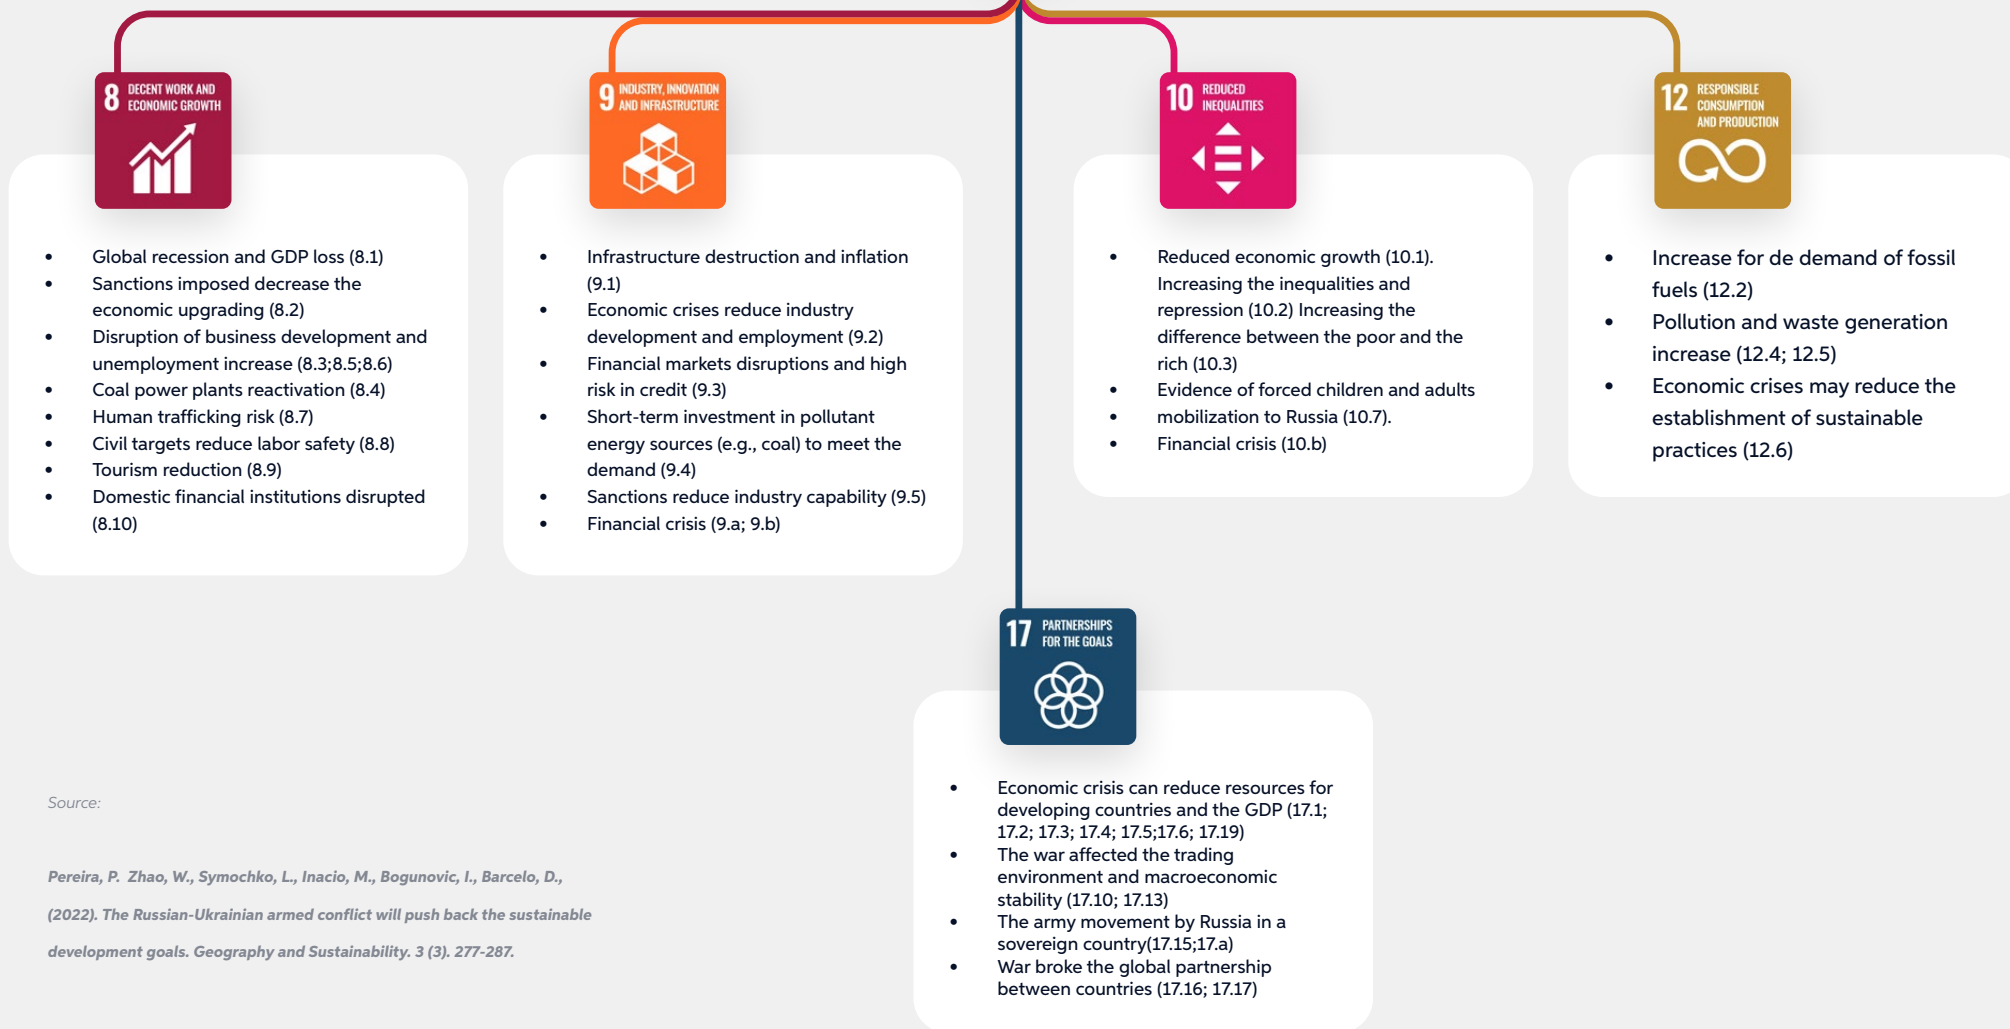 8 DECENT WORK AND
ECONOMIC GROWTH
• Global recession and GDP loss (8.1)
• Sanctions imposed decrease the
economic upgrading (8.2)
• Disruption of business development and
unemployment increase (8.3;8.5;8.6)
• Coal power plants reactivation (8.4)
• Human trafficking risk (8.7)
• Civil targets reduce labor safety (8.8)
• Tourism reduction (8.9)
• Domestic financial institutions disrupted
(8.10)
9 INDUSTRY, INNOVATION
AND INFRASTRUCTURE
• Infrastructure destruction and inflation
(9.1)
• Economic crises reduce industry
development and employment (9.2)
• Financial markets disruptions and high
risk in credit (9.3)
• Short-term investment in pollutant
energy sources (e.g., coal) to meet the
demand (9.4)
• Sanctions reduce industry capability (9.5)
• Financial crisis (9.a; 9.b)
10 REDUCED
INEQUALITIES
• Reduced economic growth (10.1).
Increasing the inequalities and
repression (10.2) Increasing the
difference between the poor and the
rich (10.3)
• Evidence of forced children and adults
• mobilization to Russia (10.7).
• Financial crisis (10.b)
12 RESPONSIBLE
CONSUMPTION
AND PRODUCTION
• Increase for de demand of fossil
fuels (12.2)
• Pollution and waste generation
increase (12.4; 12.5)
• Economic crises may reduce the
establishment of sustainable
practices (12.6)
17 PARTNERSHIPS
FOR THE GOALS
• Economic crisis can reduce resources for
developing countries and the GDP (17.1;
17.2; 17.3; 17.4; 17.5;17.6; 17.19)
• The war affected the trading
environment and macroeconomic
stability (17.10; 17.13)
• The army movement by Russia in a
sovereign country(17.15;17.a)
• War broke the global partnership
between countries (17.16; 17.17)
Source:
Pereira, P. Zhao, W., Symochko, L., Inacio, M., Bogunovic, I., Barcelo, D.,
(2022). The Russian-Ukrainian armed conflict will push back the sustainable
development goals. Geography and Sustainability. 3 (3). 277-287.